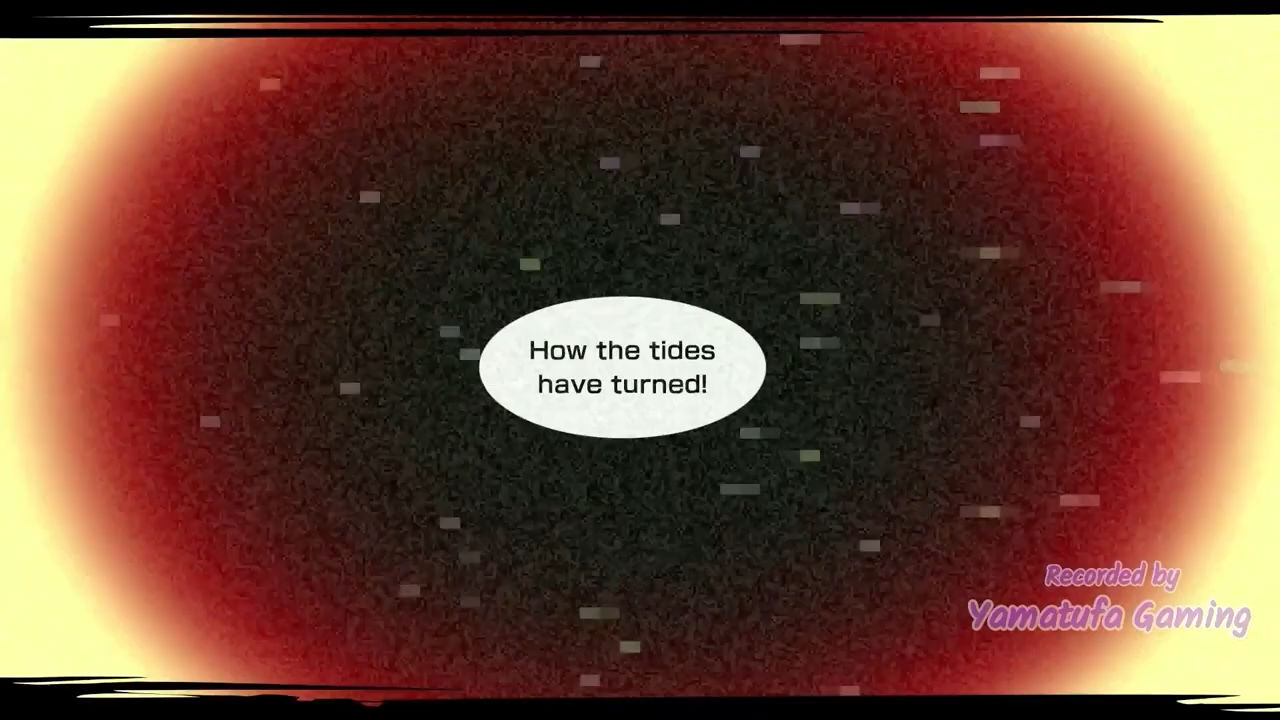 How the tides
have turned!
Recorded by
Yamatufa Gaming